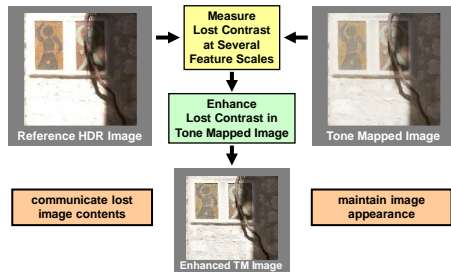 Measure
Lost Contrast
at Several
Feature Scales
Reference HDR Image
Tone Mapped Image
Enhance
Lost Contrast in
Tone Mapped Image
communicate lost
image contents
maintain image
appearance
Enhanced TM Image